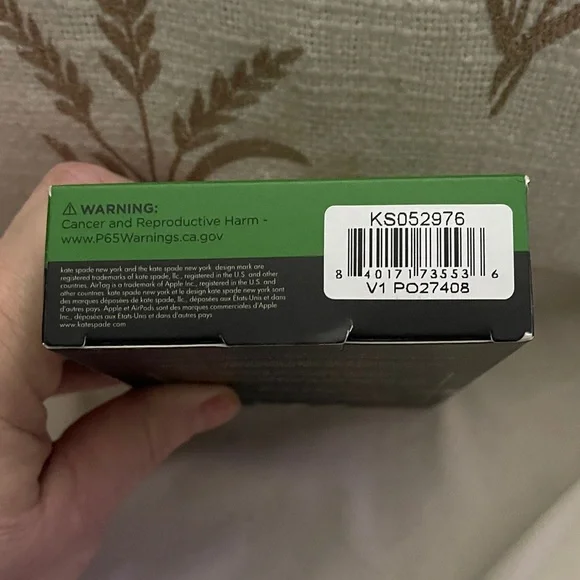 ⚠ WARNING:
Cancer and Reproductive Harm -
www.P65Warnings.ca.gov
kate spade new york and the kate spade new york design mark are
registered trademarks of kate spade, llc., registered in the U.S. and other
countries. AirTag is a trademark of Apple Inc., registered in the U.S. and
other countries. kate spade new york et le design kate spade new york sont
des marques déposées de kate spade, llc., déposées aux États-Unis et dans
d'autres pays. Apple et AirPods sont des marques commerciales d'Apple
Inc., déposées aux États-Unis et dans d'autres pays
www.katespade.com
KS052976
8 40171 73553 6
V1 PO27408